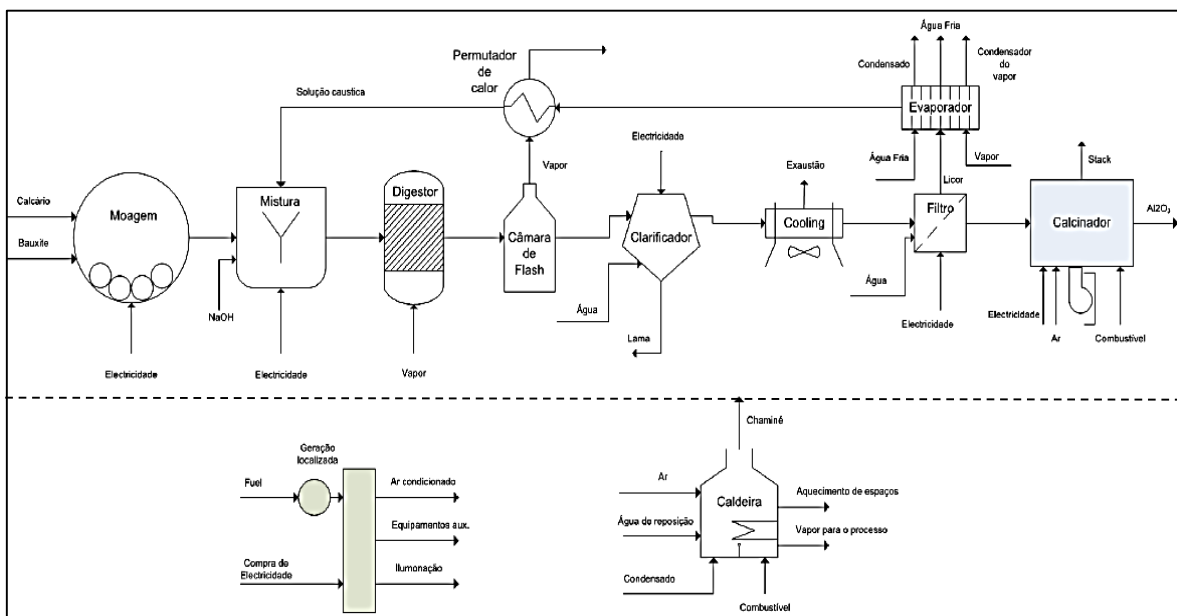 Água Fria
Condensado
Condensador
do
vapor
Permutador
de
calor
Solução caustica
Evaporador
Electricidade
Exaustão
Água Fria
Vapor
Vapor
Licor
Stack
Calcário
Bauxite
Moagem
Mistura
Digestor
Câmara
de Flash
Clarificador
Cooling
Filtro
Calcinador
Al2O3
NaOH
Água
Lama
Água
Electricidade
Electricidade
Ar
Combustível
Electricidade
Electricidade
Vapor
Chaminé
Geração
localizada
Fuel
Ar condicionado
Equipamentos aux.
Compra de
Electricidade
Ilumonação
Ar
Caldeira
Aquecimento de espaços
Água de reposição
Vapor para o processo
Condensado
Combustível